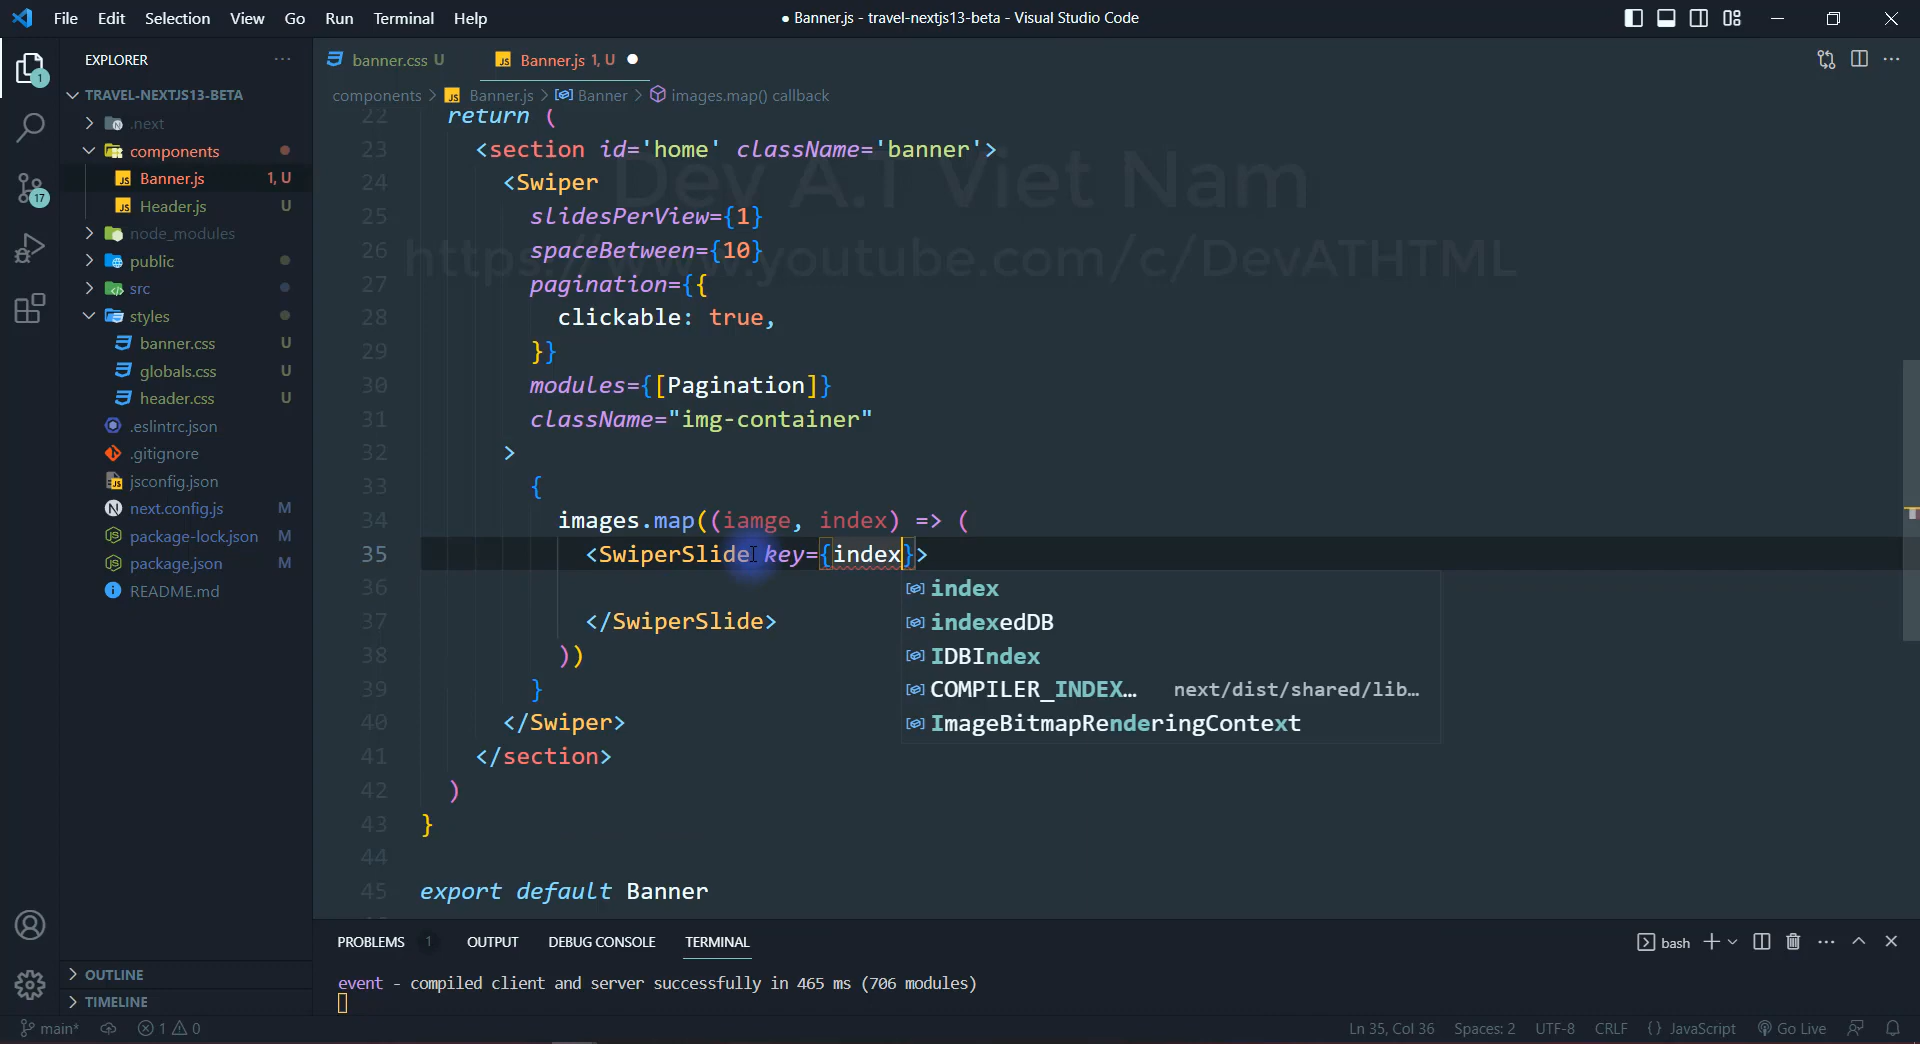 File Edit Selection View Go Run Terminal Help
● Banner.js - travel-nextjs13-beta - Visual Studio Code
EXPLORER
TRAVEL-NEXTJS13-BETA
.next
components
Banner.js 1, U
Header.js U
node_modules
public
src
styles
banner.css U
globals.css U
header.css U
.eslintrc.json
.gitignore
jsconfig.json
next.config.js M
package-lock.json M
package.json M
README.md
OUTLINE
TIMELINE
1
17
banner.css U
Banner.js 1, U
components > Banner.js > Banner > images.map() callback
Dev A.T Viet Nam
https://www.youtube.com/c/DevATHTML
22 return (
23 <section id='home' className='banner'>
24 <Swiper
25 slidesPerView={1}
26 spaceBetween={10}
27 pagination={{
28 clickable: true,
29 }}
30 modules={[Pagination]}
31 className="img-container"
32 >
33 {
34 images.map((iamge, index) => (
35 <SwiperSlide key={index}>
36
37 </SwiperSlide>
38 ))
39 }
40 </Swiper>
41 </section>
42 )
43 }
44
45 export default Banner
index
indexedDB
IDBIndex
COMPILER_INDEX… next/dist/shared/lib…
ImageBitmapRenderingContext
PROBLEMS 1 OUTPUT DEBUG CONSOLE TERMINAL
bash
event - compiled client and server successfully in 465 ms (706 modules)
main* 1 0
Ln 35, Col 36 Spaces: 2 UTF-8 CRLF {} JavaScript Go Live